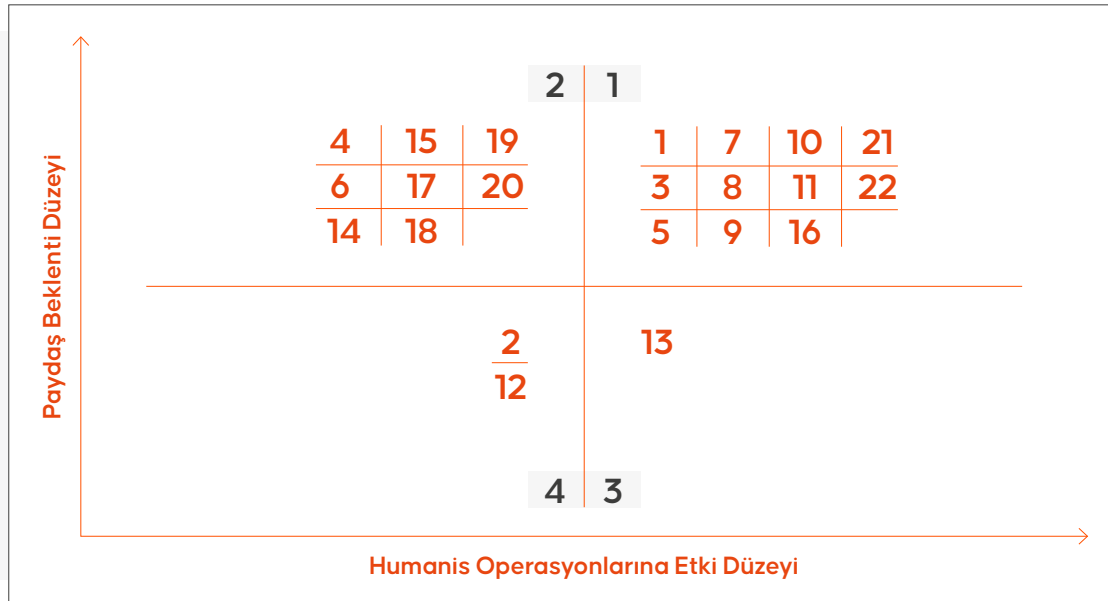 2 1
4 15 19
6 17 20
14 18
1 7 10 21
3 8 11 22
5 9 16
2
12
13
4 3
Paydaş Beklenti Düzeyi
Humanis Operasyonlarına Etki Düzeyi